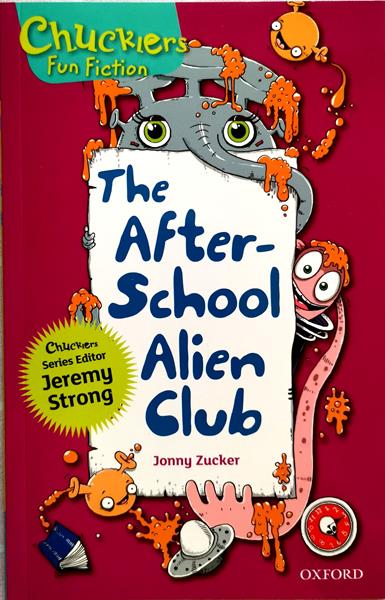 Chucklers
Fun Fiction
The
After-
School
Alien
Club
Chucklers
Series Editor
Jeremy
Strong
Jonny Zucker
OXFORD